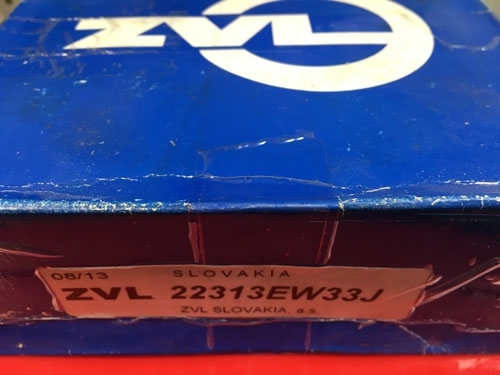 ZVL
08/13 SLOVAKIA
ZVL 22313EW33J
ZVL SLOVAKIA, a.s.